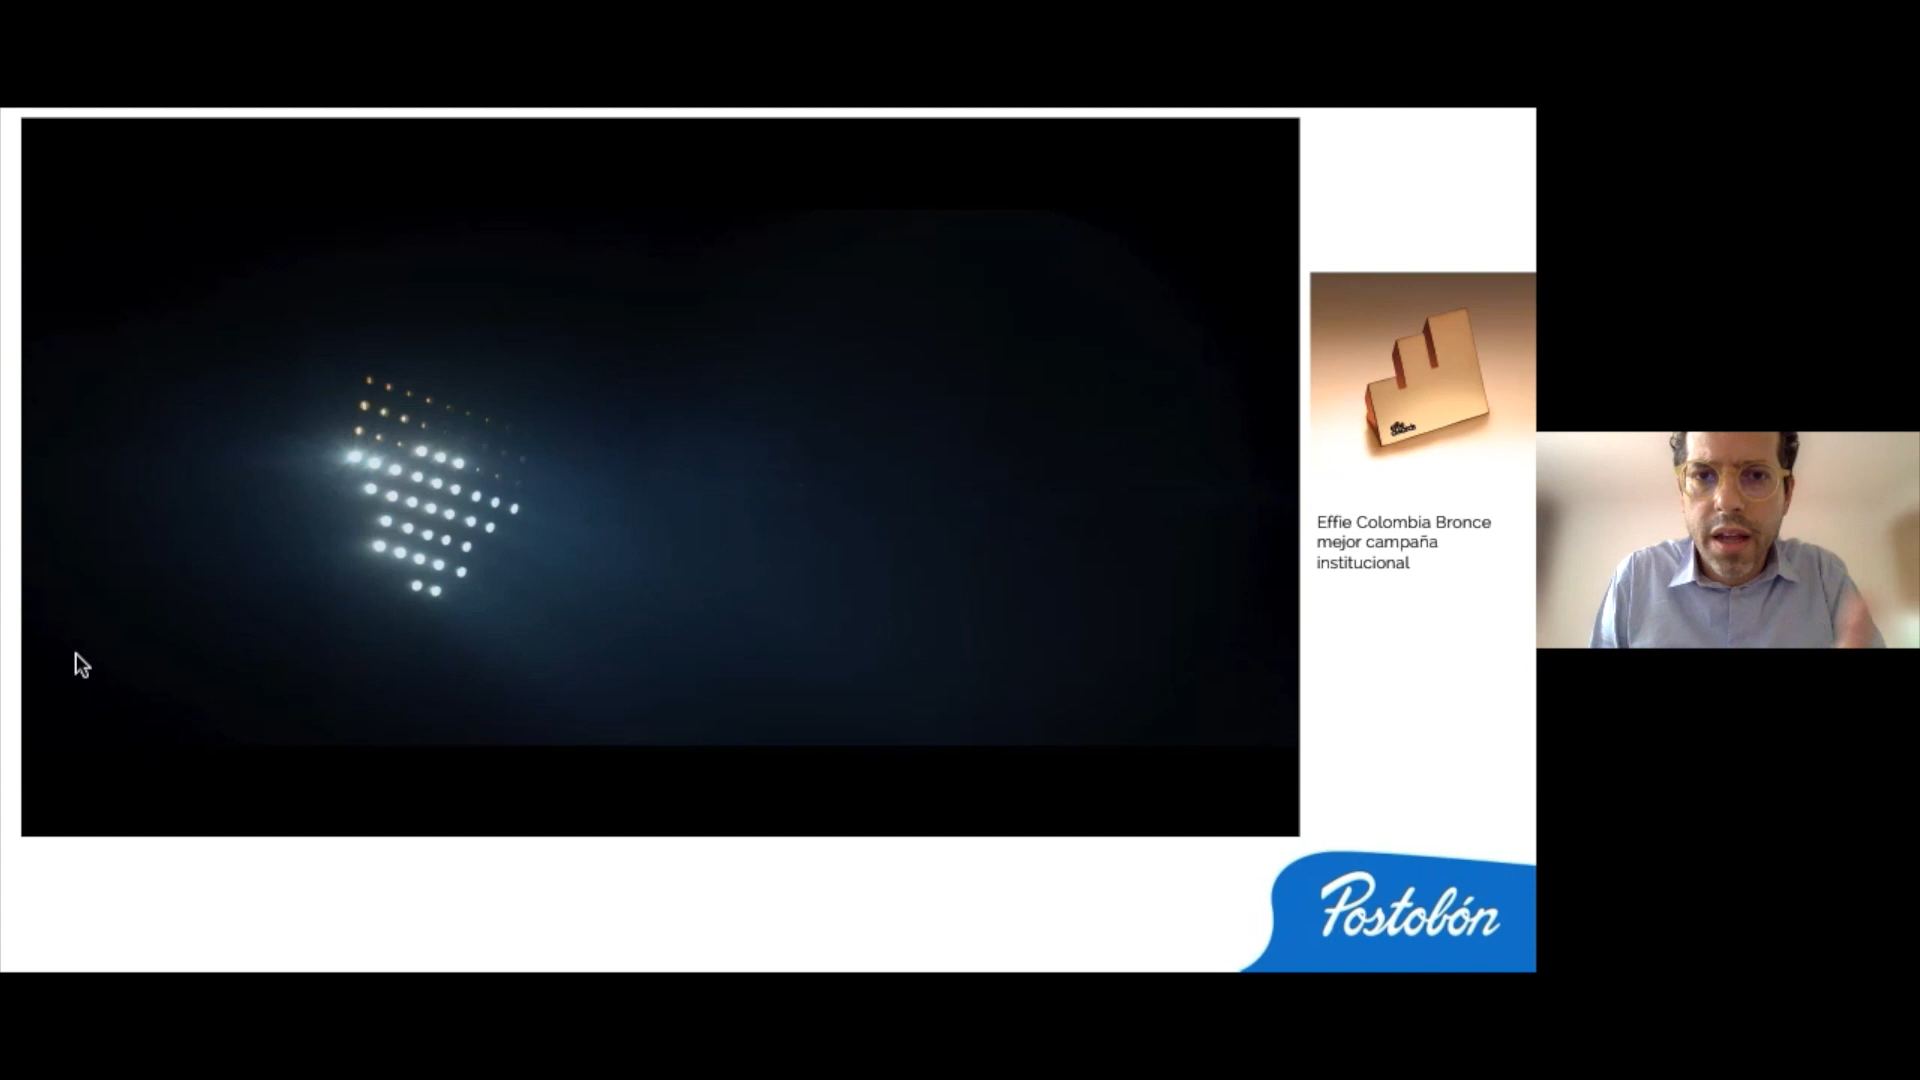 Effie Colombia Bronce
mejor campaña
institucional
Postobón